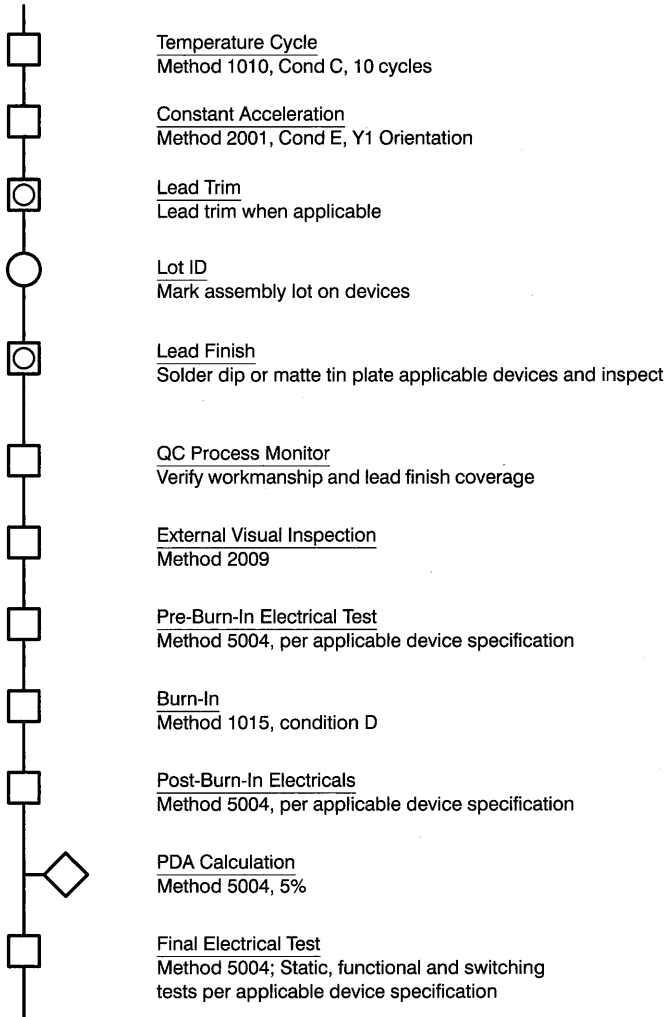 Temperature Cycle
Method 1010, Cond C, 10 cycles
Constant Acceleration
Method 2001, Cond E, Y1 Orientation
Lead Trim
Lead trim when applicable
Lot ID
Mark assembly lot on devices
Lead Finish
Solder dip or matte tin plate applicable devices and inspect
QC Process Monitor
Verify workmanship and lead finish coverage
External Visual Inspection
Method 2009
Pre-Burn-In Electrical Test
Method 5004, per applicable device specification
Burn-In
Method 1015, condition D
Post-Burn-In Electricals
Method 5004, per applicable device specification
PDA Calculation
Method 5004, 5%
Final Electrical Test
Method 5004; Static, functional and switching
tests per applicable device specification